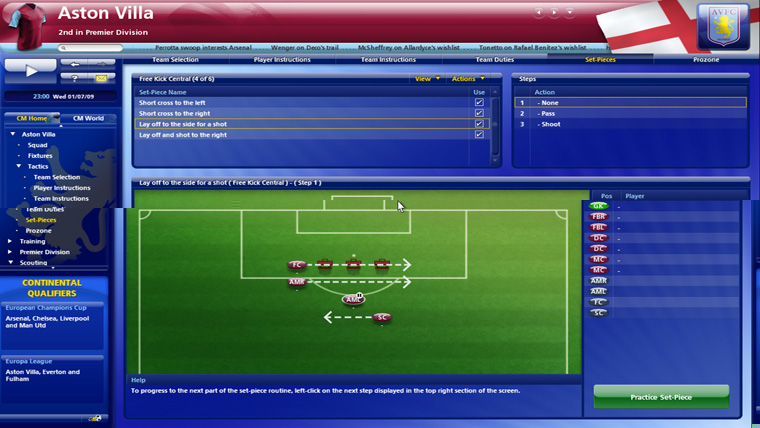 Aston Villa
2nd in Premier Division
AVFC
Perrotta swoop interests Arsenal Wenger on Deco's trail McSheffrey on Allardyce's wishlist Tonetto on Rafael Benitez's wishlist
Team Selection Player Instructions Team Instructions Team Duties Set-Pieces Prozone
?
23:00 Wed 01/07/09
CM Home CM World
Aston Villa
Squad
Fixtures
Tactics
Team Selection
Player Instructions
Team Instructions
Team Duties
Set-Pieces
Prozone
Training
Premier Division
Scouting
CONTINENTAL
QUALIFIERS
European Champions Cup
Arsenal, Chelsea, Liverpool
and Man Utd
Europa League
Aston Villa, Everton and
Fulham
Free Kick Central (4 of 6) View Actions
Set-Piece Name Use
Short cross to the left
Short cross to the right
Lay off to the side for a shot
Lay off and shot to the right
Steps
Action
1 - None
2 - Pass
3 - Shoot
Lay off to the side for a shot ( Free Kick Central ) - ( Step 1 )
FC
AMR
AML
SC
Pos Player
GK -
FBR -
FBL -
DC -
DC -
MC -
MC -
AMR
AML
FC
SC
Help
To progress to the next part of the set-piece routine, left-click on the next step displayed in the top right section of the screen.
Practice Set-Piece